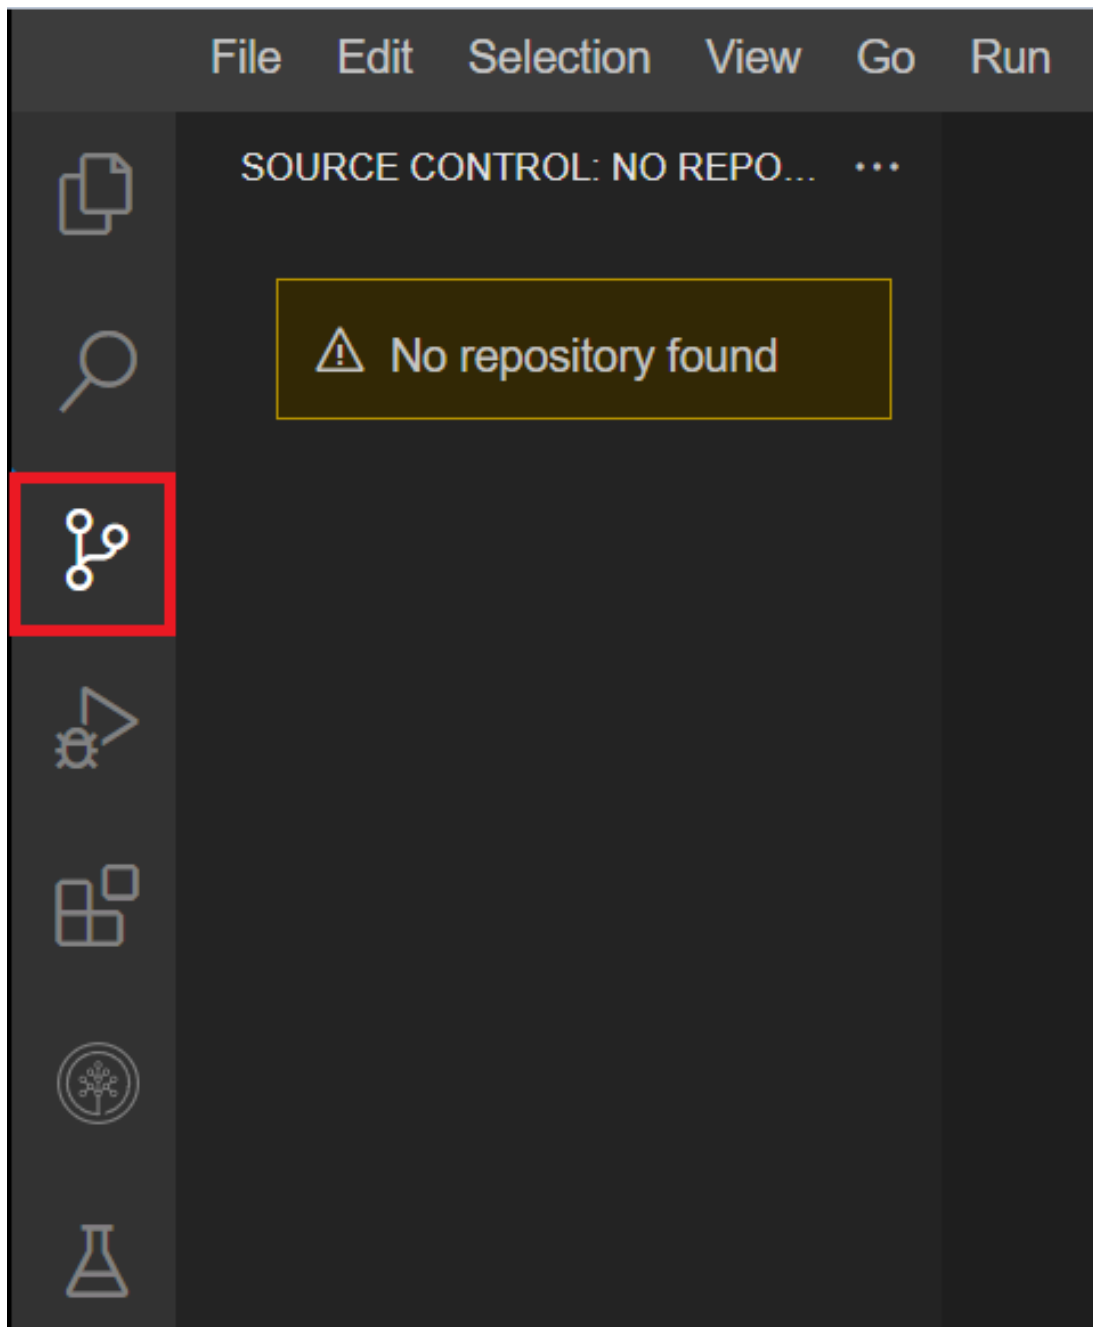 File Edit Selection View Go Run
SOURCE CONTROL: NO REPO... ...
No repository found